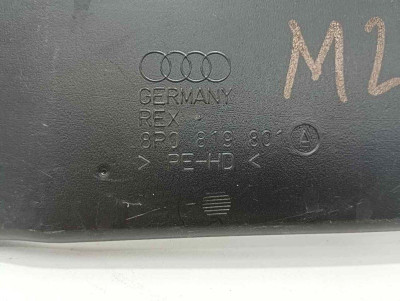 M2
GERMANY
REX
8P0 819 801 A
> PE-HD <